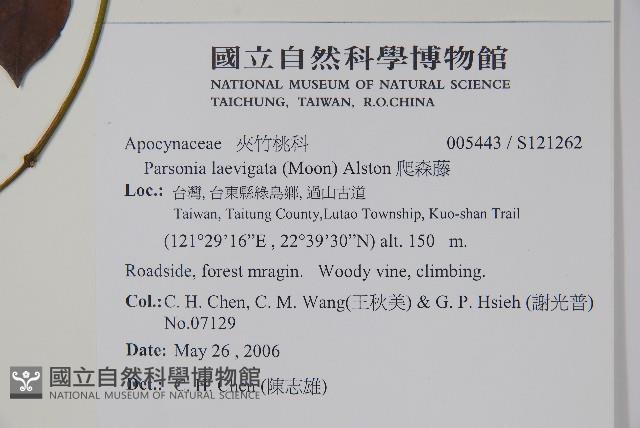 國立自然科學博物館
NATIONAL MUSEUM OF NATURAL SCIENCE
TAICHUNG, TAIWAN, R.O.CHINA
Apocynaceae 夾竹桃科 005443 / S121262
Parsonia laevigata (Moon) Alston 爬森藤
Loc.: 台灣, 台東縣綠島鄉, 過山古道
Taiwan, Taitung County,Lutao Township, Kuo-shan Trail
(121°29'16”E , 22°39'30”N) alt. 150 m.
Roadside, forest mragin. Woody vine, climbing.
Col.: C. H. Chen, C. M. Wang(王秋美) & G. P. Hsieh (謝光普)
No.07129
Date: May 26 , 2006
Det.: C. H. Chen (陳志雄)
國立自然科學博物館
NATIONAL MUSEUM OF NATURAL SCIENCE